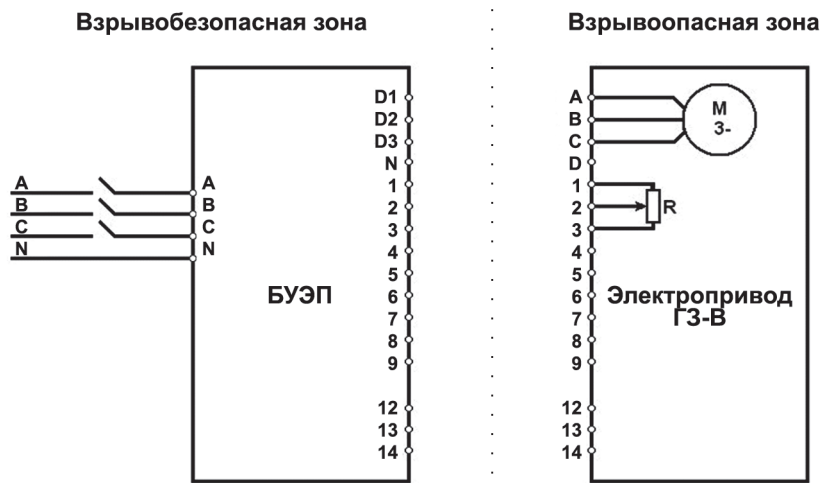 Взрывобезопасная зона
Взрывоопасная зона
A
B
C
N
A
B
C
N
БУЭП
D1
D2
D3
N
1
2
3
4
5
6
7
8
9
12
13
14
A
B
C
D
1
2
3
4
5
6
7
8
9
12
13
14
М
3-
R
Электропривод
ГЗ-В